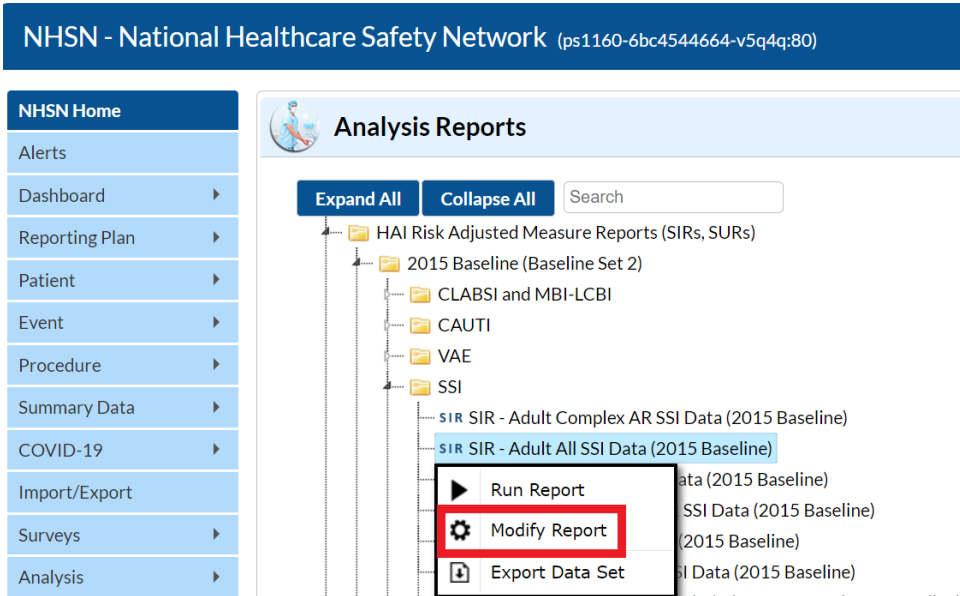 NHSN - National Healthcare Safety Network (ps1160-6bc4544664-v5q4q:80)
NHSN Home
Alerts
Dashboard
Reporting Plan
Patient
Event
Procedure
Summary Data
COVID-19
Import/Export
Surveys
Analysis
Analysis Reports
Expand All
Collapse All
Search
HAI Risk Adjusted Measure Reports (SIRs, SURs)
2015 Baseline (Baseline Set 2)
CLABSI and MBI-LCBI
CAUTI
VAE
SSI
SIR SIR - Adult Complex AR SSI Data (2015 Baseline)
SIR SIR - Adult All SSI Data (2015 Baseline)
(2015 Baseline)
SSI Data (2015 Baseline)
(2015 Baseline)
Data (2015 Baseline)
Run Report
Modify Report
Export Data Set